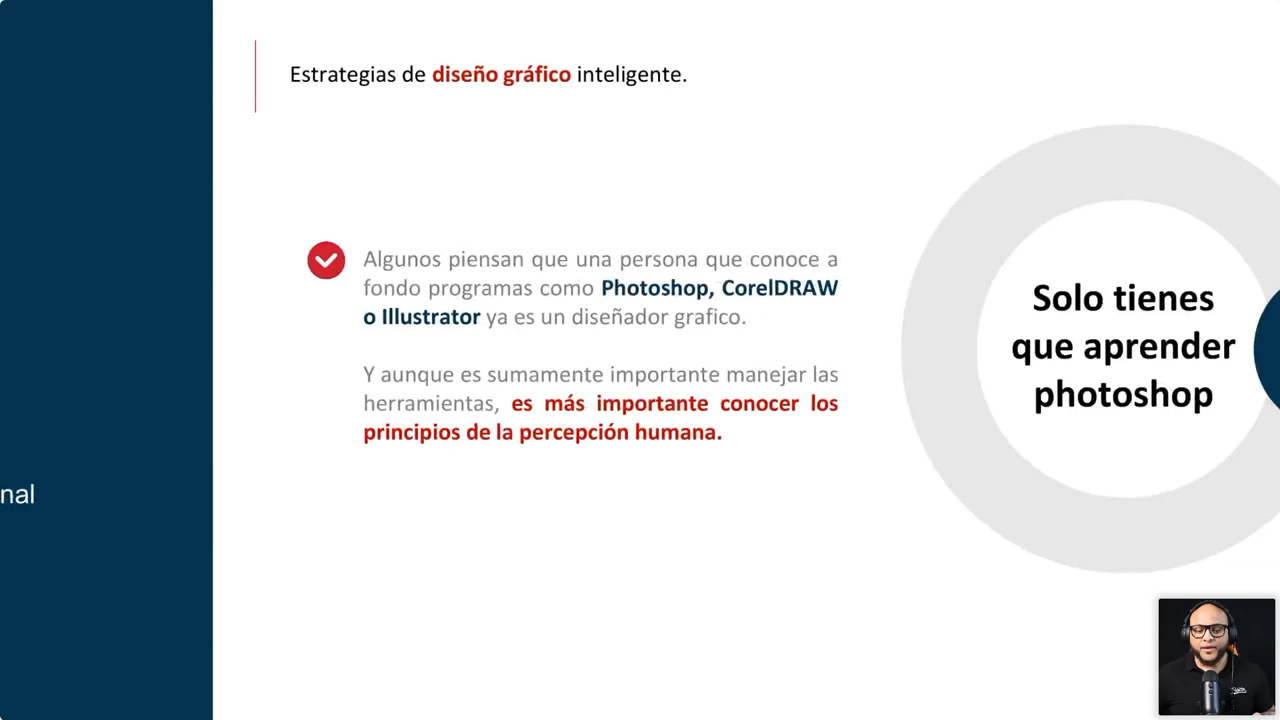 Estrategias de diseño gráfico inteligente.
Algunos piensan que una persona que conoce a
fondo programas como Photoshop, CorelDRAW
o Illustrator ya es un diseñador grafico.
Y aunque es sumamente importante manejar las
herramientas, es más importante conocer los
principios de la percepción humana.
Solo tienes
que aprender
photoshop
nal